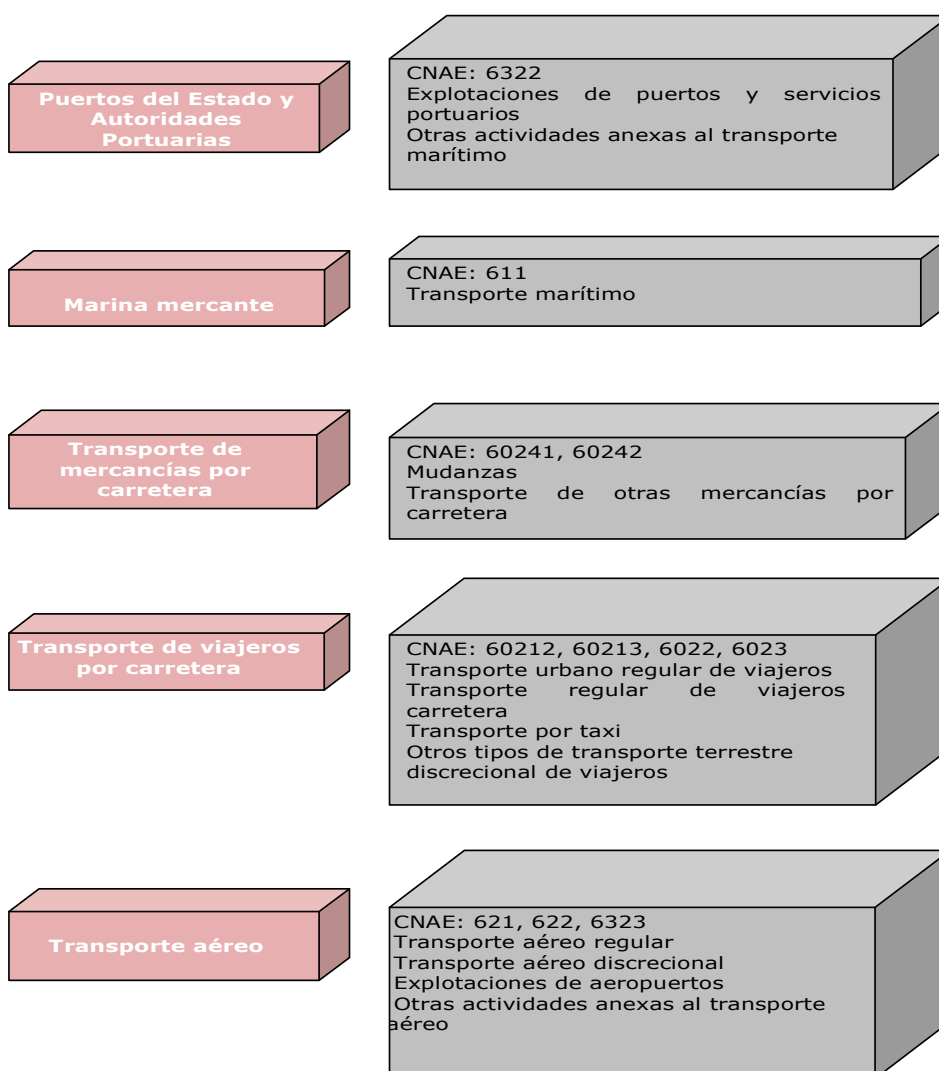 Puertos del Estado y
Autoridades
Portuarias
CNAE: 6322
Explotaciones de puertos y servicios
portuarios
Otras actividades anexas al transporte
marítimo
Marina mercante
CNAE: 611
Transporte marítimo
Transporte de
mercancías por
carretera
CNAE: 60241, 60242
Mudanzas
Transporte de otras mercancías por
carretera
Transporte de viajeros
por carretera
CNAE: 60212, 60213, 6022, 6023
Transporte urbano regular de viajeros
Transporte regular de viajeros
carretera
Transporte por taxi
Otros tipos de transporte terrestre
discrecional de viajeros
Transporte aéreo
CNAE: 621, 622, 6323
Transporte aéreo regular
Transporte aéreo discrecional
Explotaciones de aeropuertos
Otras actividades anexas al transporte
aéreo